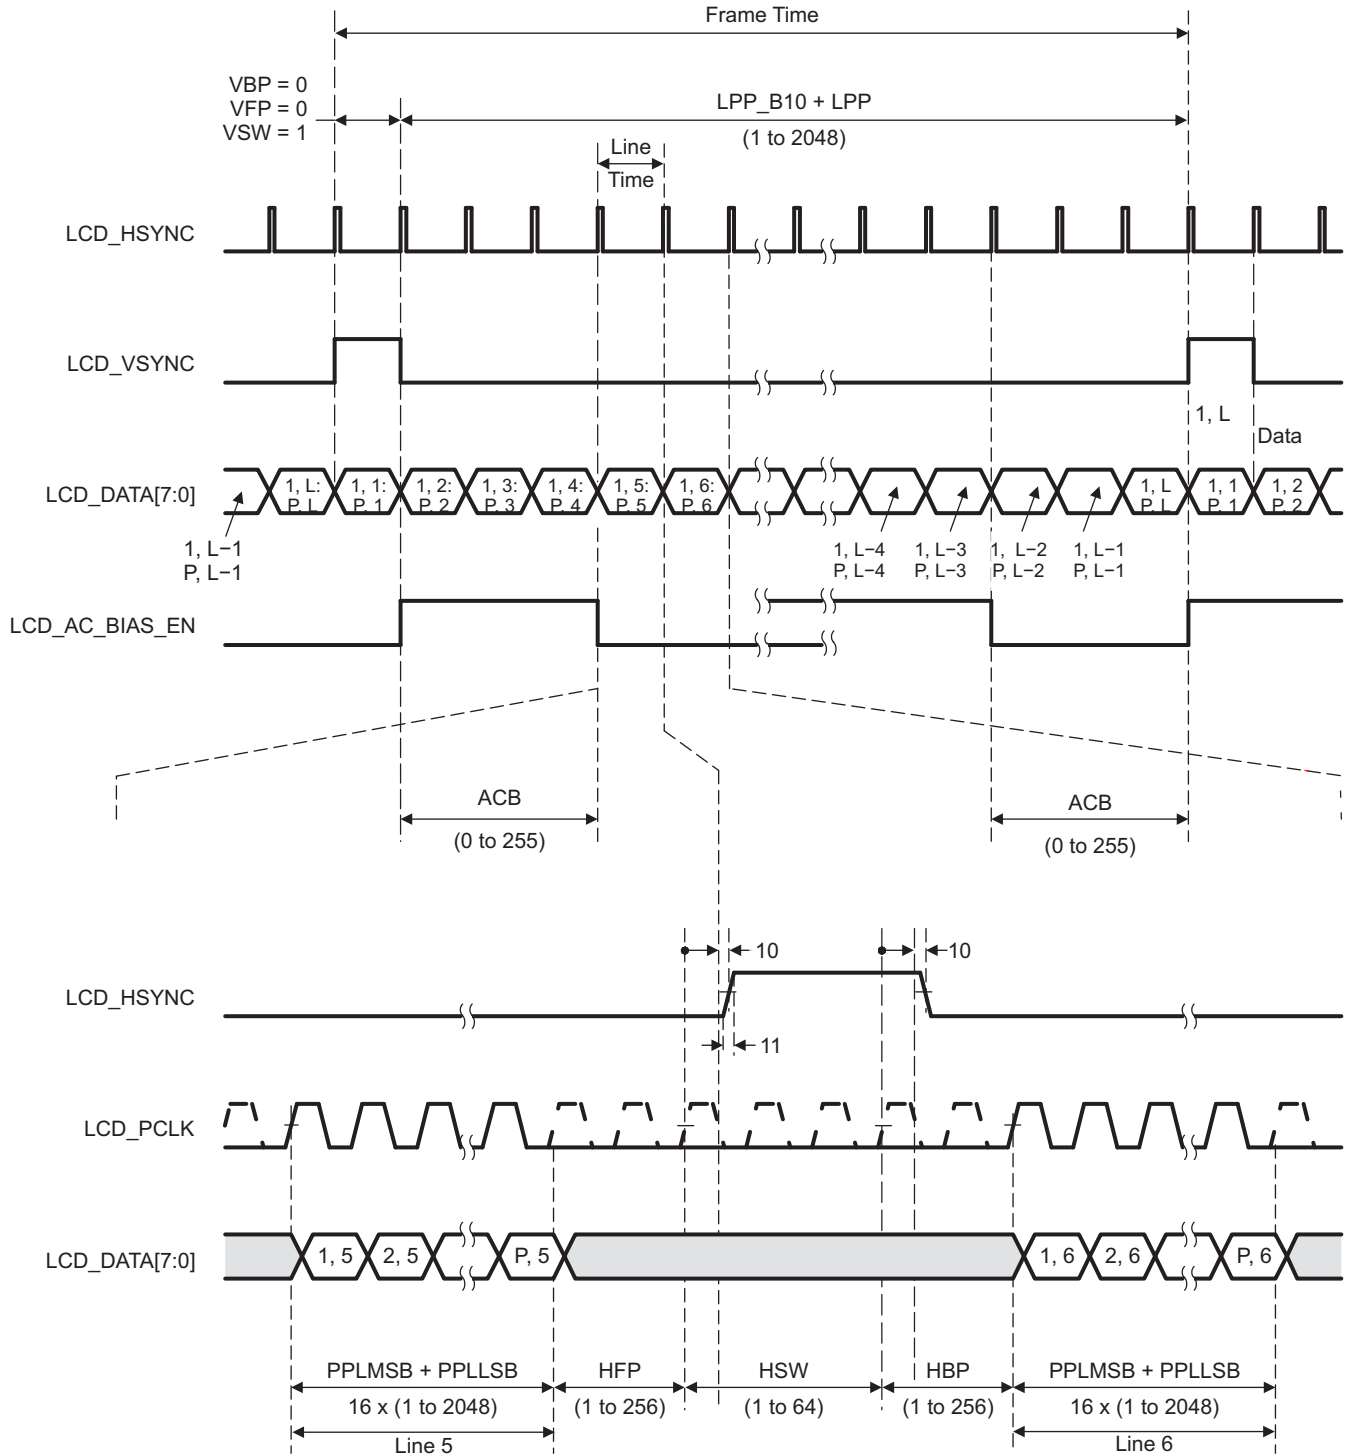 Frame Time
VBP = 0
VFP = 0
VSW = 1
LPP_B10 + LPP
(1 to 2048)
Line
Time
LCD_HSYNC
LCD_VSYNC
1, L
Data
LCD_DATA[7:0]
1, L: 1, 1: 1, 2: 1, 3: 1, 4: 1, 5: 1, 6: 1, L 1, 1 1, 2
P, L P, 1 P, 2 P, 3 P, 4 P, 5 P, 6 P, L P, 1 P, 2
1, L−1 1, L−4 1, L−3 1, L−2 1, L−1
P, L−1 P, L−4 P, L−3 P, L−2 P, L−1
LCD_AC_BIAS_EN
ACB ACB
(0 to 255) (0 to 255)
10 10
LCD_HSYNC
11
LCD_PCLK
LCD_DATA[7:0] 1, 5 2, 5 P, 5 1, 6 2, 6 P, 6
PPLMSB + PPLLSB HFP HSW HBP PPLMSB + PPLLSB
16 x (1 to 2048) (1 to 256) (1 to 64) (1 to 256) 16 x (1 to 2048)
Line 5 Line 6